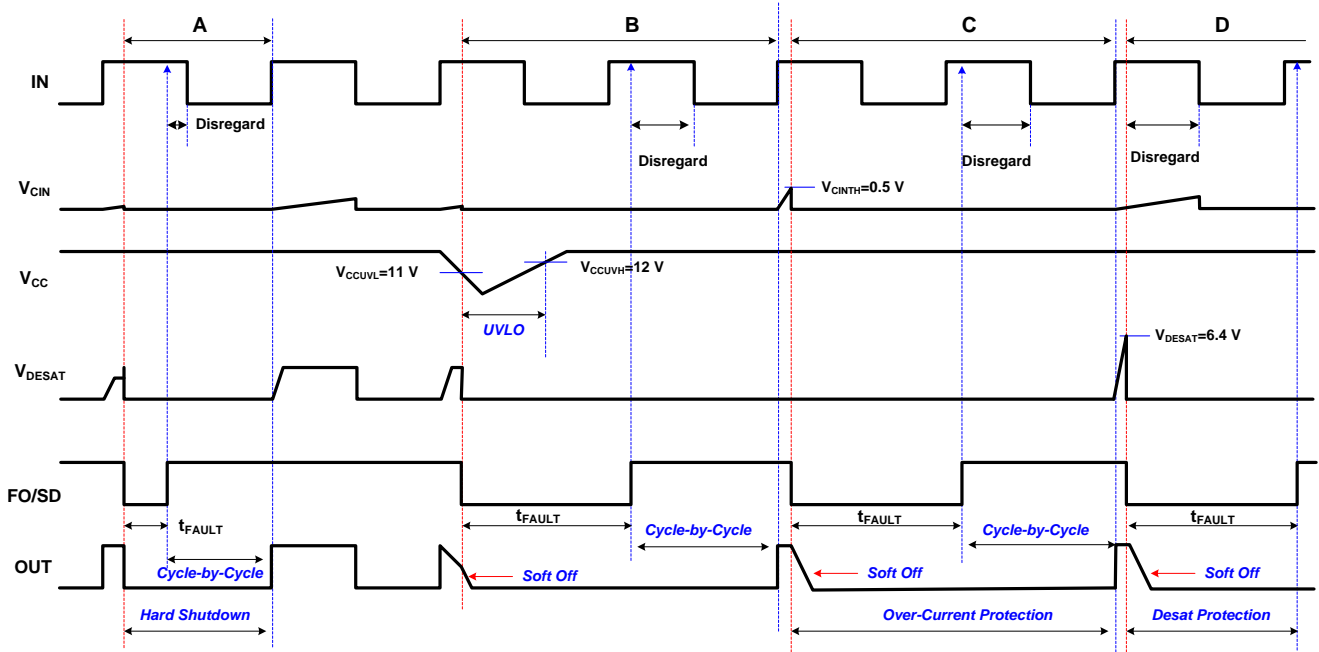 A
B
C
D
IN
Disregard
Disregard
Disregard
Disregard
VCIN
VCINTH=0.5 V
VCC
VCCUVL=11 V
VCCUVH=12 V
UVLO
VDESAT=6.4 V
VDESAT
FO/SD
tFAULT
tFAULT
tFAULT
tFAULT
Cycle-by-Cycle
Cycle-by-Cycle
OUT
Cycle-by-Cycle
Soft Off
Soft Off
Soft Off
Hard Shutdown
Over-Current Protection
Desat Protection